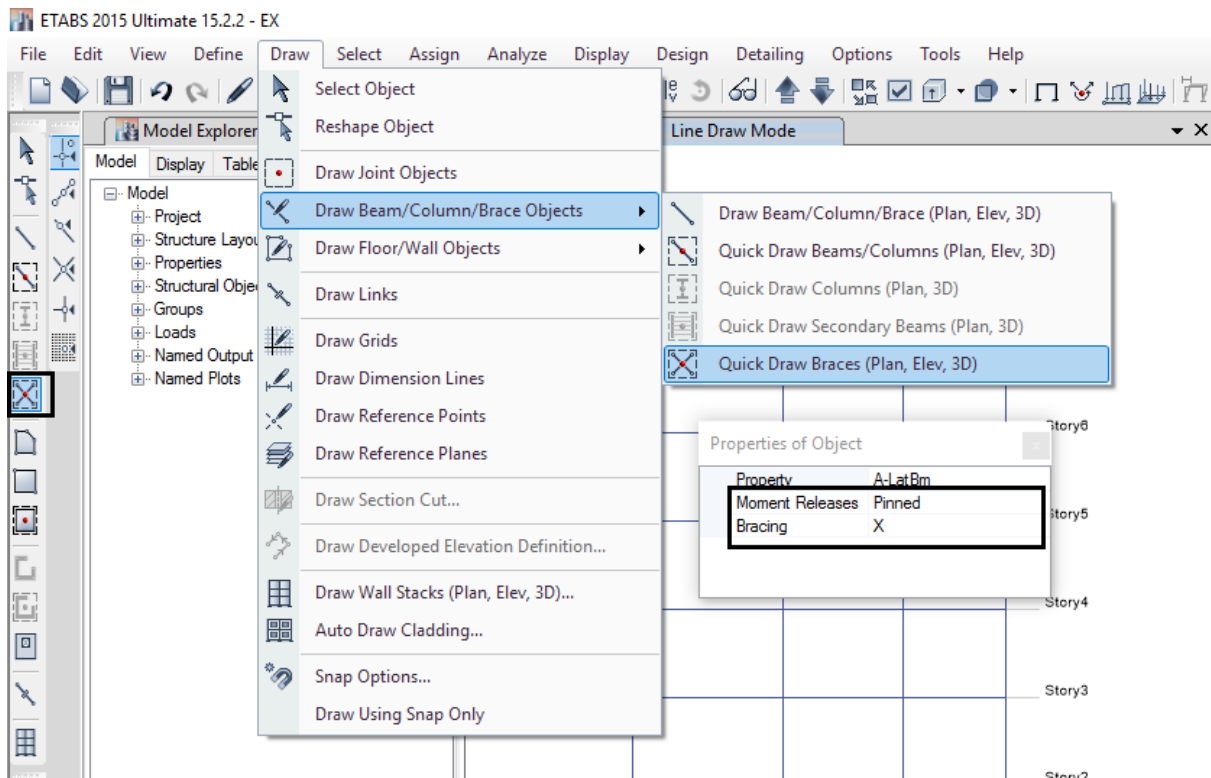 ETABS 2015 Ultimate 15.2.2 - EX
File Edit View Define Draw Select Assign Analyze Display Design Detailing Options Tools Help
Model Explorer
Line Draw Mode
Model Display Table
Model
Project
Structure Layou
Properties
Structural Obje
Groups
Loads
Named Output
Named Plots
Select Object
Reshape Object
Draw Joint Objects
Draw Beam/Column/Brace Objects
Draw Floor/Wall Objects
Draw Links
Draw Grids
Draw Dimension Lines
Draw Reference Points
Draw Reference Planes
Draw Section Cut...
Draw Developed Elevation Definition...
Draw Wall Stacks (Plan, Elev, 3D)...
Auto Draw Cladding...
Snap Options...
Draw Using Snap Only
Draw Beam/Column/Brace (Plan, Elev, 3D)
Quick Draw Beams/Columns (Plan, Elev, 3D)
Quick Draw Columns (Plan, 3D)
Quick Draw Secondary Beams (Plan, 3D)
Quick Draw Braces (Plan, Elev, 3D)
Properties of Object
Property A-LatBm
Moment Releases Pinned
Bracing X
Story6
Story5
Story4
Story3
Story2